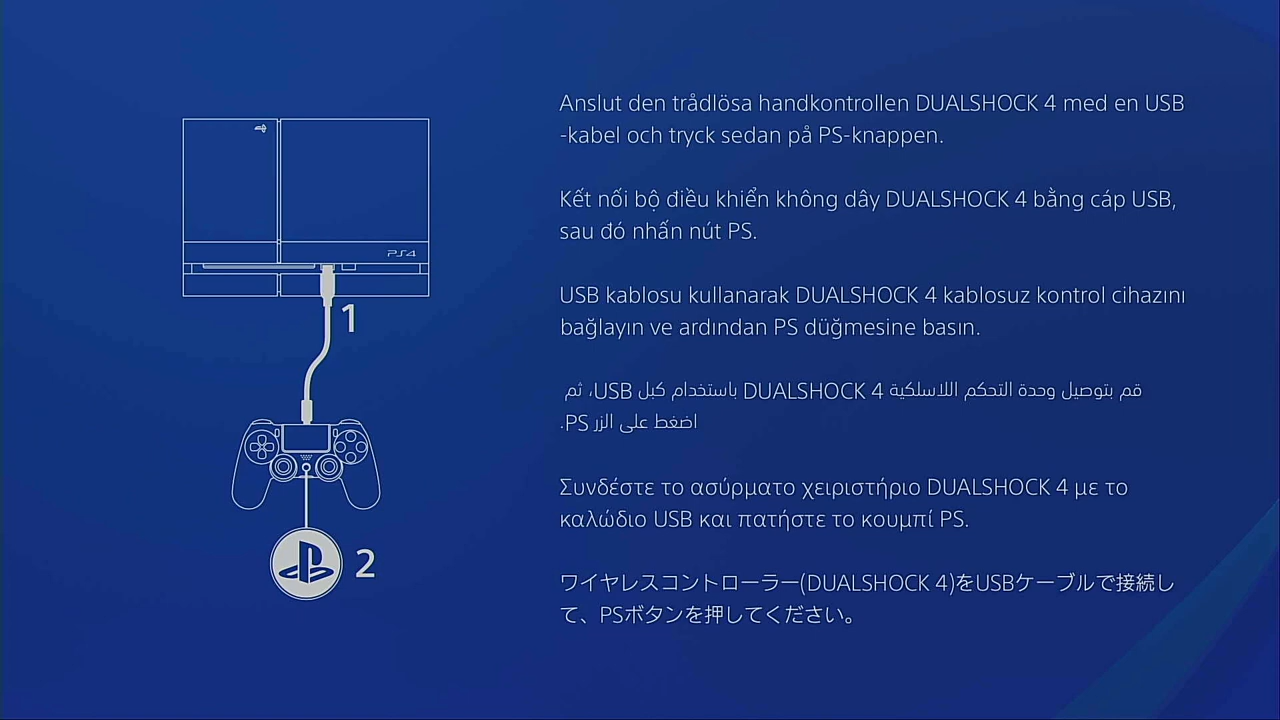 PS4
1
2
Anslut den trådlösa handkontrollen DUALSHOCK 4 med en USB
-kabel och tryck sedan på PS-knappen.
Kết nối bộ điều khiển không dây DUALSHOCK 4 bằng cáp USB,
sau đó nhấn nút PS.
USB kablosu kullanarak DUALSHOCK 4 kablosuz kontrol cihazını
bağlayın ve ardından PS düğmesine basın.
قم بتوصيل وحدة التحكم اللاسلكية DUALSHOCK 4 باستخدام كبل USB، ثم
اضغط على الزر PS.
Συνδέστε το ασύρματο χειριστήριο DUALSHOCK 4 με το
καλώδιο USB και πατήστε το κουμπί PS.
ワイヤレスコントローラー(DUALSHOCK 4)をUSBケーブルで接続し
て、PSボタンを押してください。